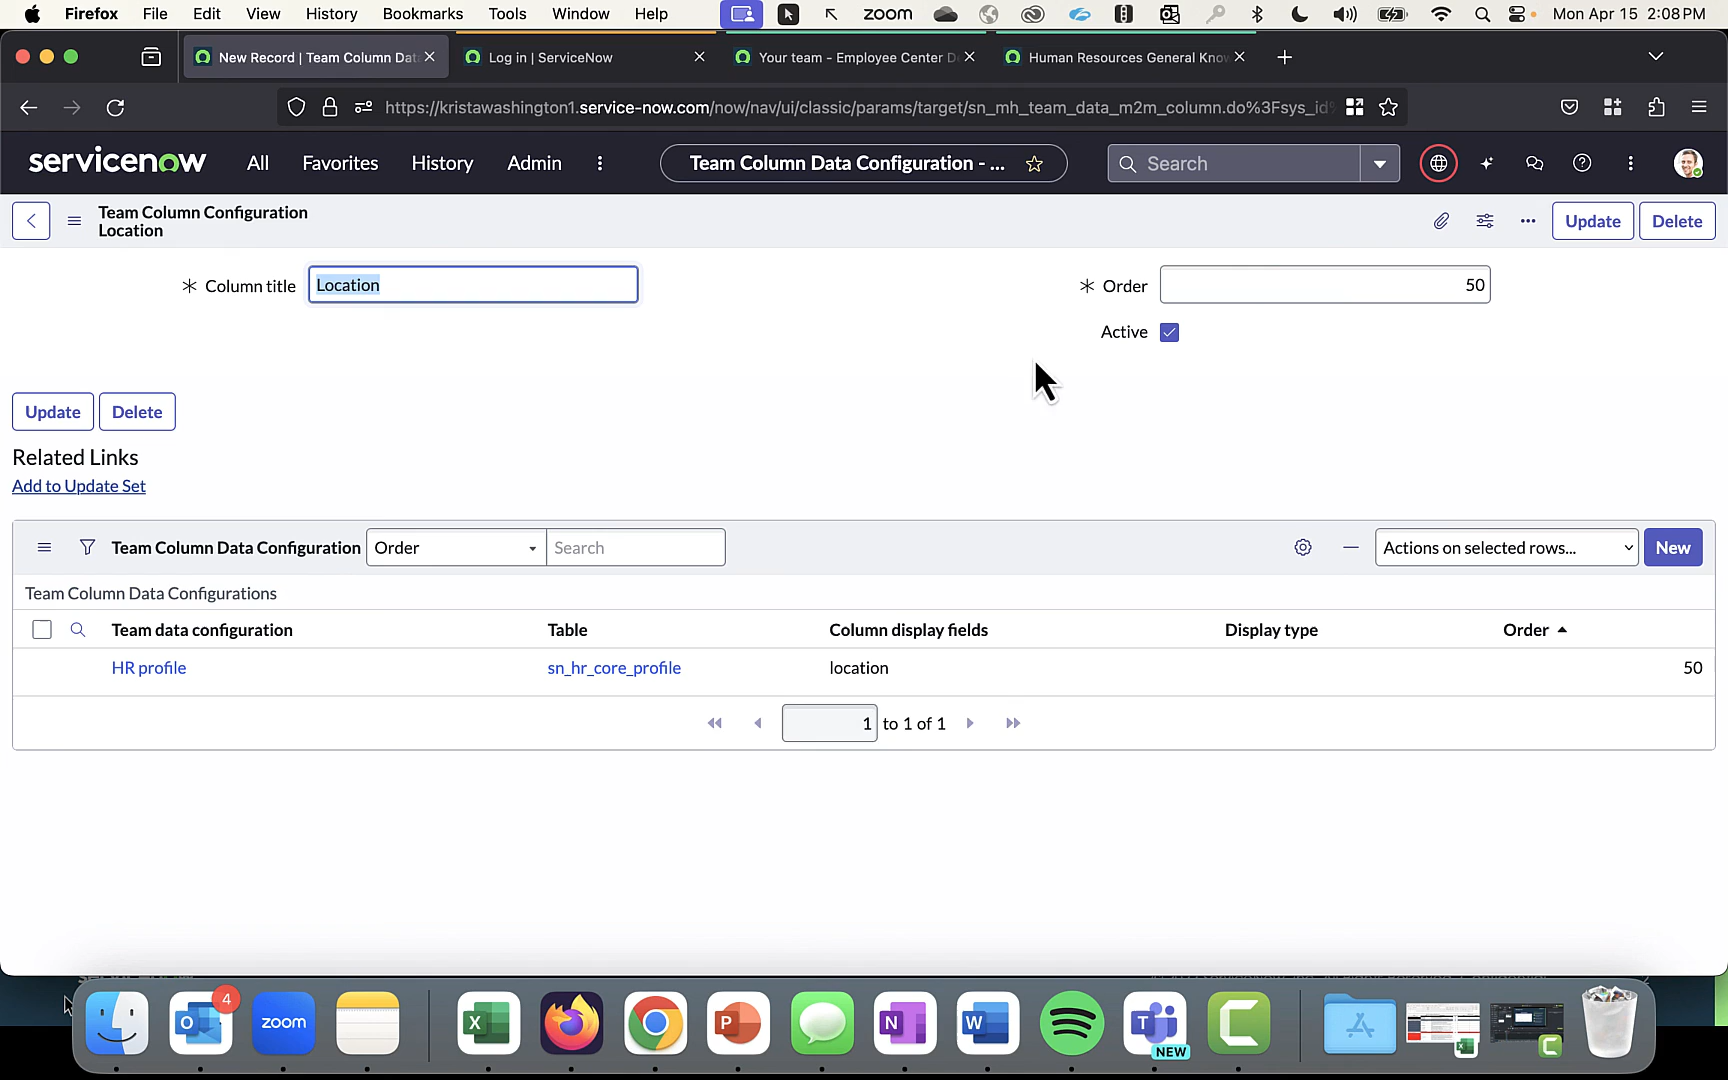 Firefox File Edit View History Bookmarks Tools Window Help zoom Mon Apr 15 2:08 PM
New Record | Team Column Dat Log in | ServiceNow Your team - Employee Center Human Resources General Know
https://kristawashington1.service-now.com/now/nav/ui/classic/params/target/sn_mh_team_data_m2m_column.do%3Fsys_id%
servicenow All Favorites History Admin Team Column Data Configuration - ... Search
Team Column Configuration
Location
Update Delete
* Column title Location * Order 50
Active
Update Delete
Related Links
Add to Update Set
Team Column Data Configuration Order Search Actions on selected rows... New
Team Column Data Configurations
Team data configuration Table Column display fields Display type Order
HR profile sn_hr_core_profile location 50
1 to 1 of 1
4
zoom
X P N W T
NEW